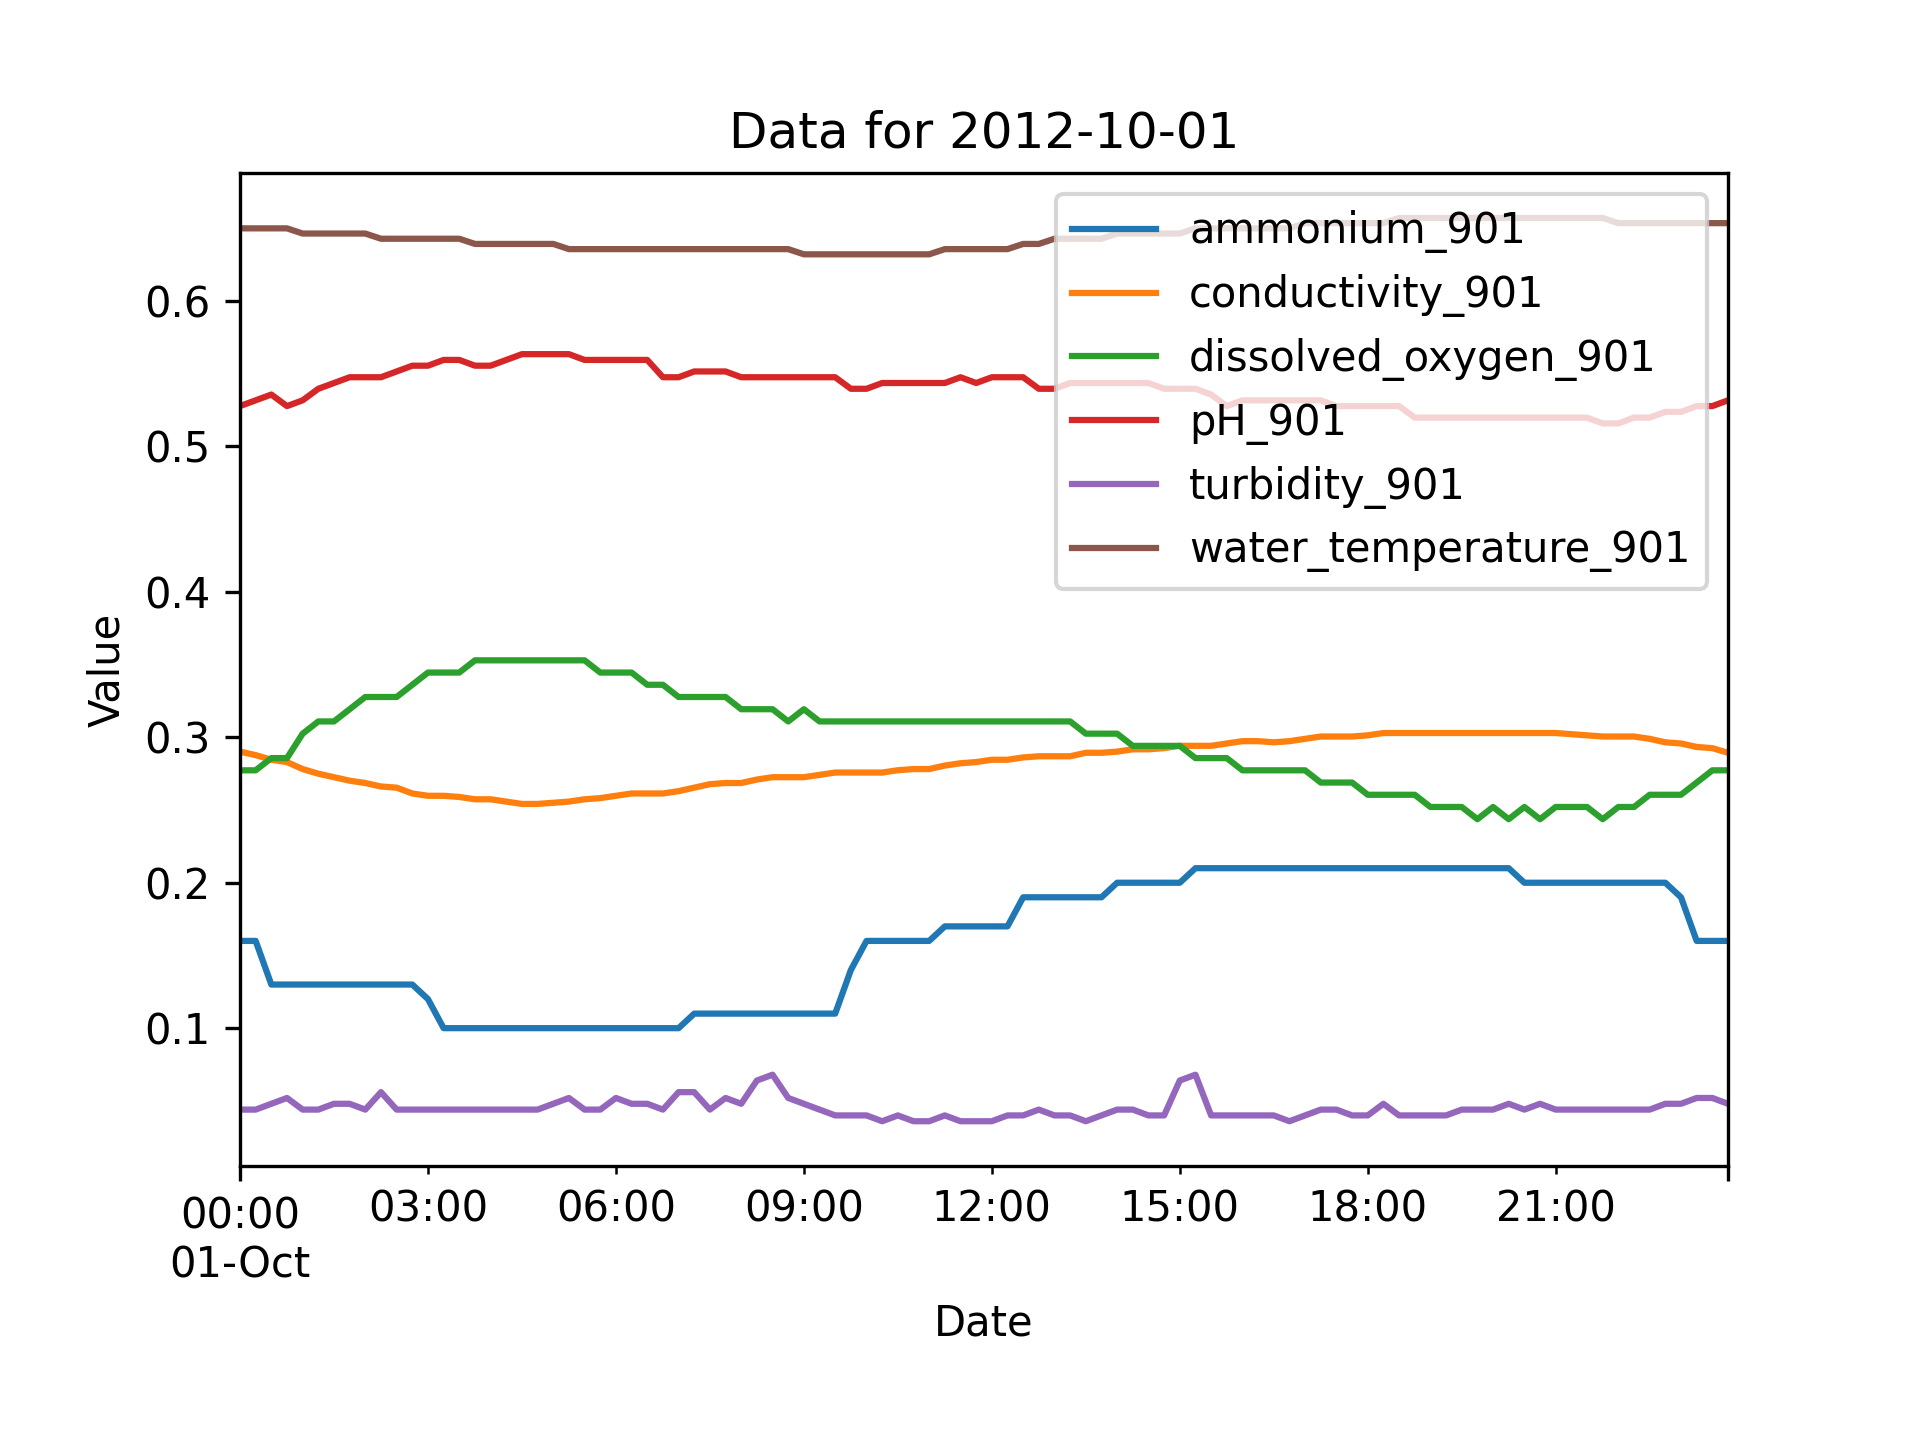 Data for 2012-10-01
ammonium_901
conductivity_901
dissolved_oxygen_901
pH_901
turbidity_901
water_temperature_901
Value
0.6
0.5
0.4
0.3
0.2
0.1
00:00 03:00 06:00 09:00 12:00 15:00 18:00 21:00
01-Oct
Date